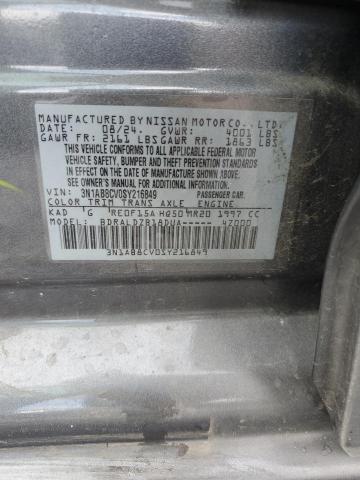 MANUFACTURED BY NISSAN MOTOR CO., LTD.
DATE: 08/24. GVWR: 4001 LBS
GAWR FR: 2161 LBS GAWR RR: 1863 LBS
THIS VEHICLE CONFORMS TO ALL APPLICABLE FEDERAL MOTOR
VEHICLE SAFETY, BUMPER AND THEFT PREVENTION STANDARDS
IN EFFECT ON THE DATE OF MANUFACTURE SHOWN ABOVE.
SEE OWNERS MANUAL FOR ADDITIONAL INFORMATION.
VIN: 3N1AB8CV0SY216849 PASSENGER CAR.
COLOR TRIM TRANS AXLE ENGINE
KAD G RE0F15A HQ50 MR20 1997 CC
MODEL: BDRALDZB18DUA----- 47000
3N1AB8CV0SY216849